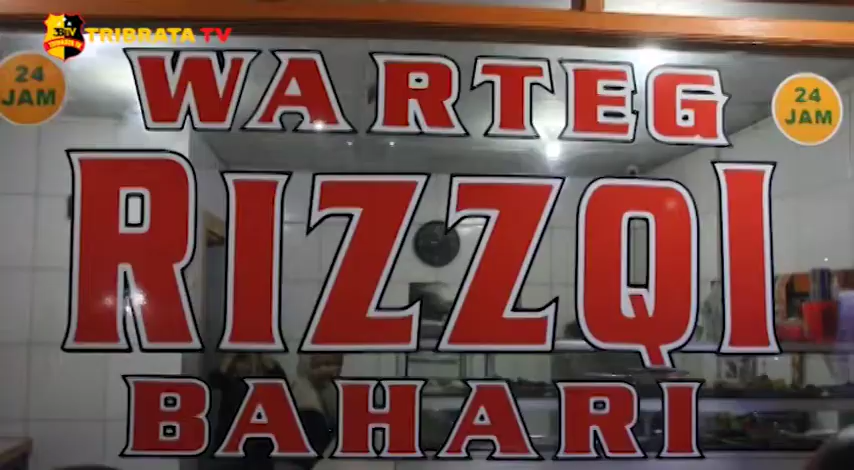 TRIBRATA TV
24
JAM
WARTEG
24
JAM
RIZZQI
BAHARI